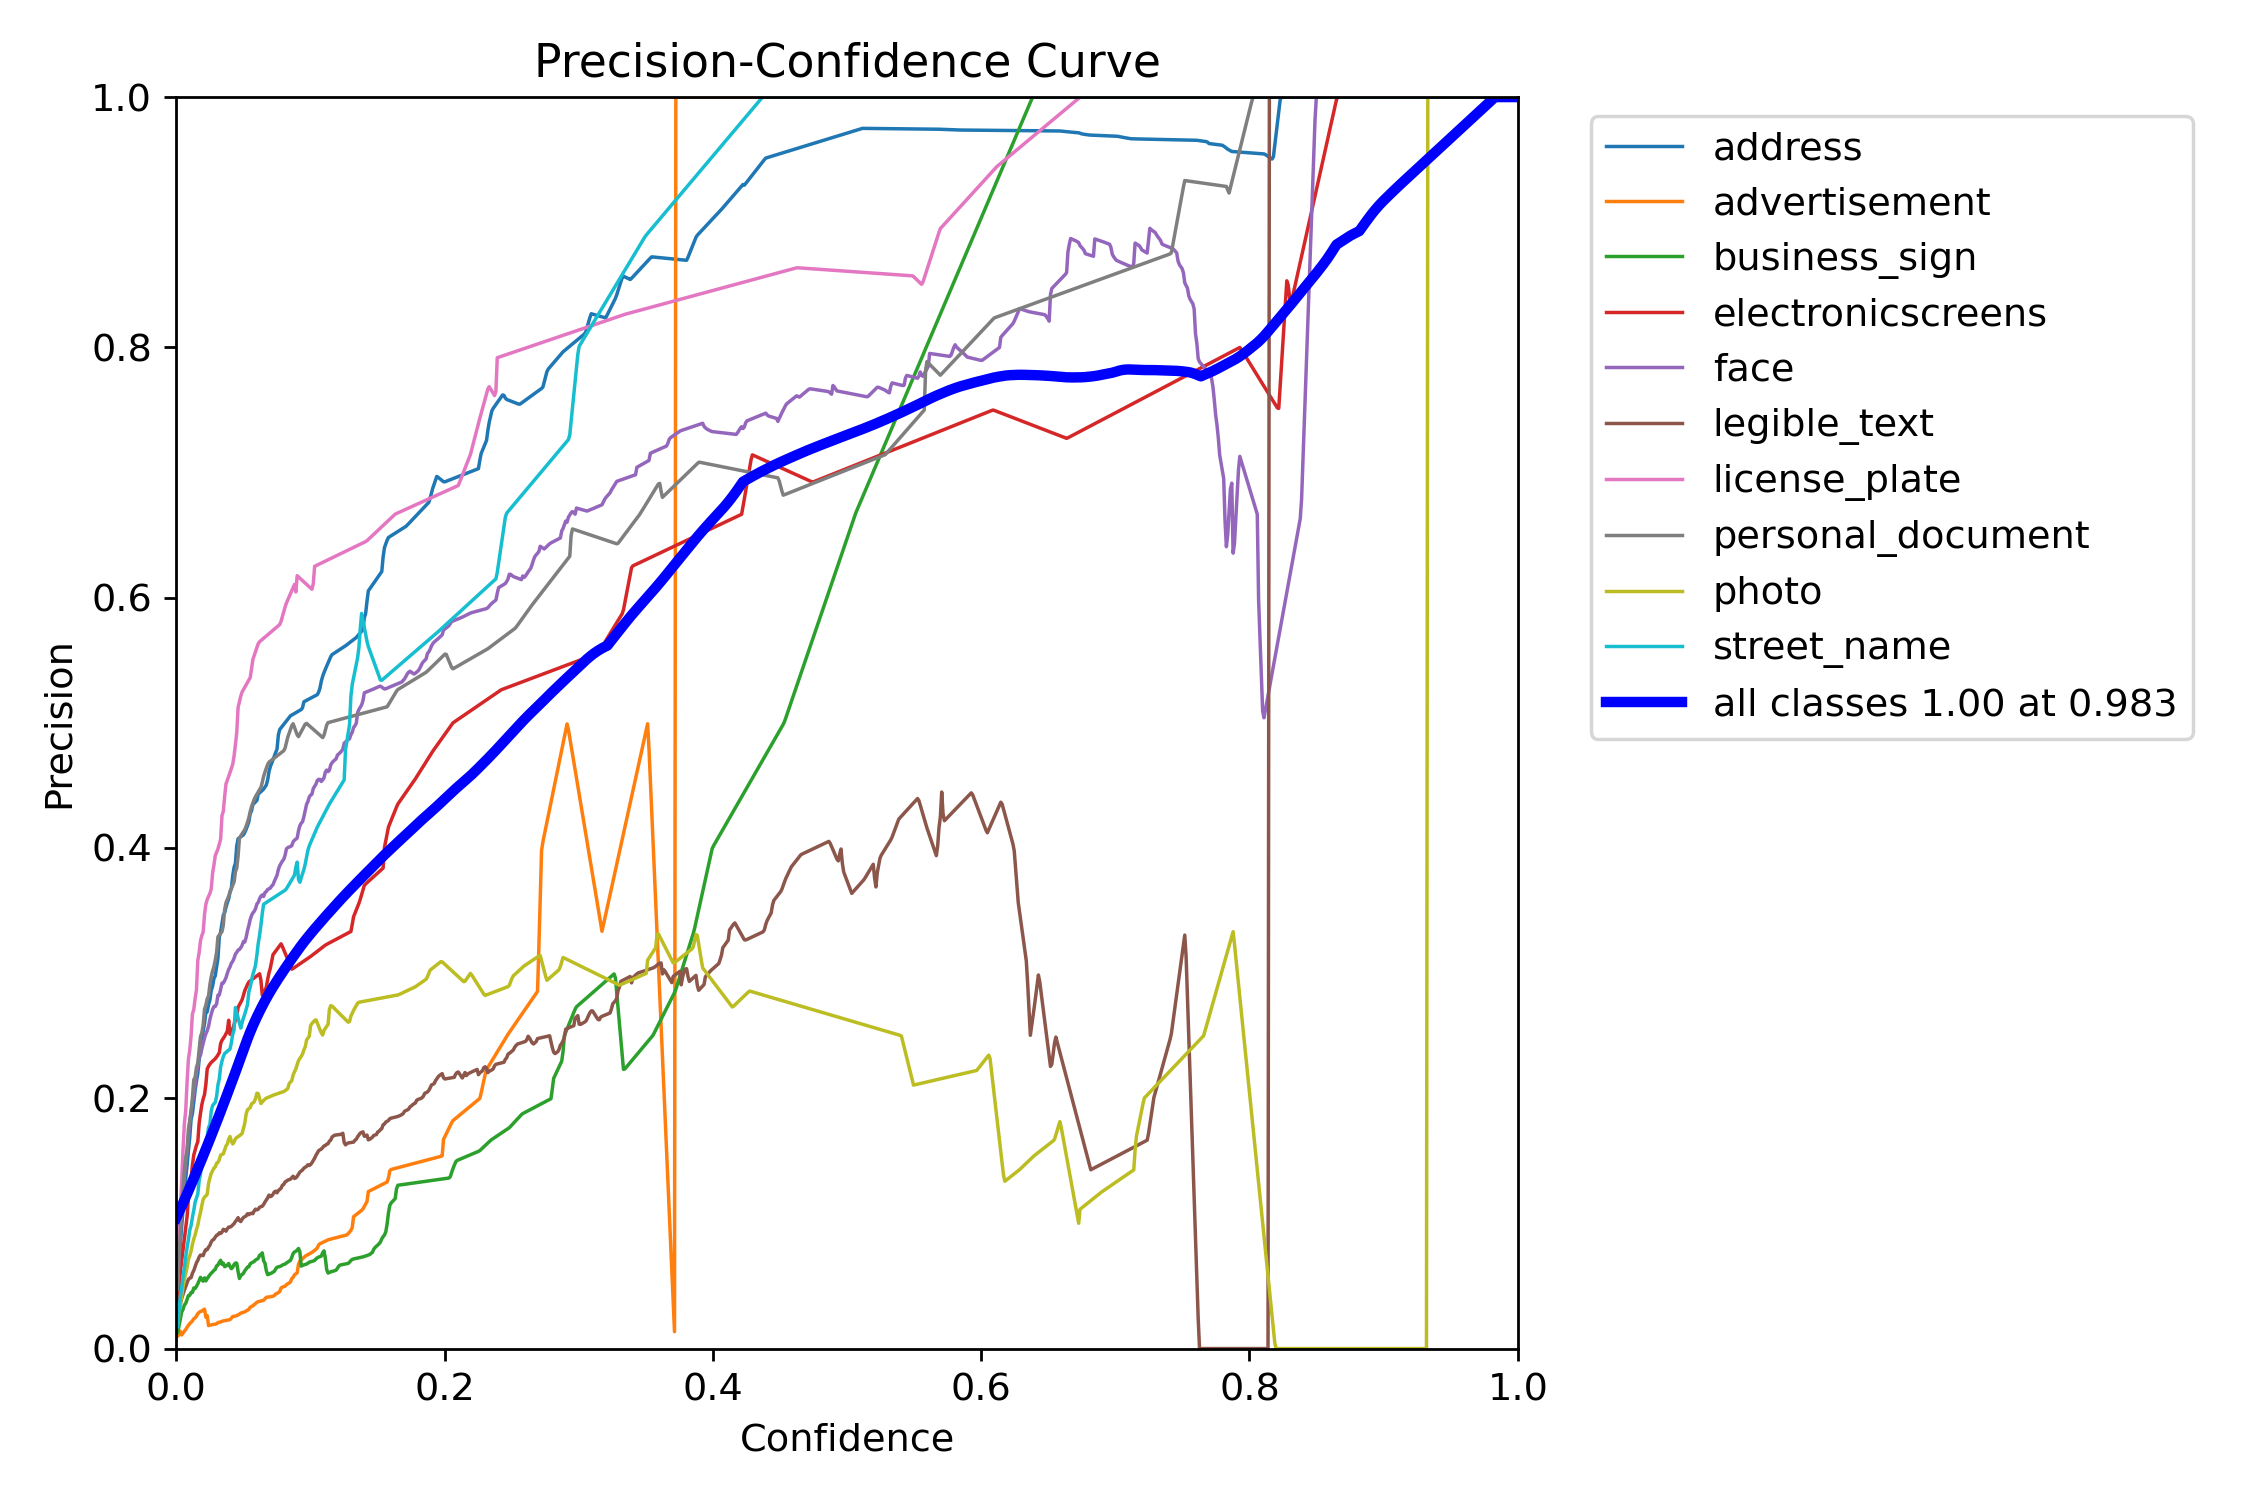 Precision-Confidence Curve
1.0
0.8
0.6
0.4
0.2
0.0
Precision
0.0 0.2 0.4 0.6 0.8 1.0
Confidence
address
advertisement
business_sign
electronicscreens
face
legible_text
license_plate
personal_document
photo
street_name
all classes 1.00 at 0.983